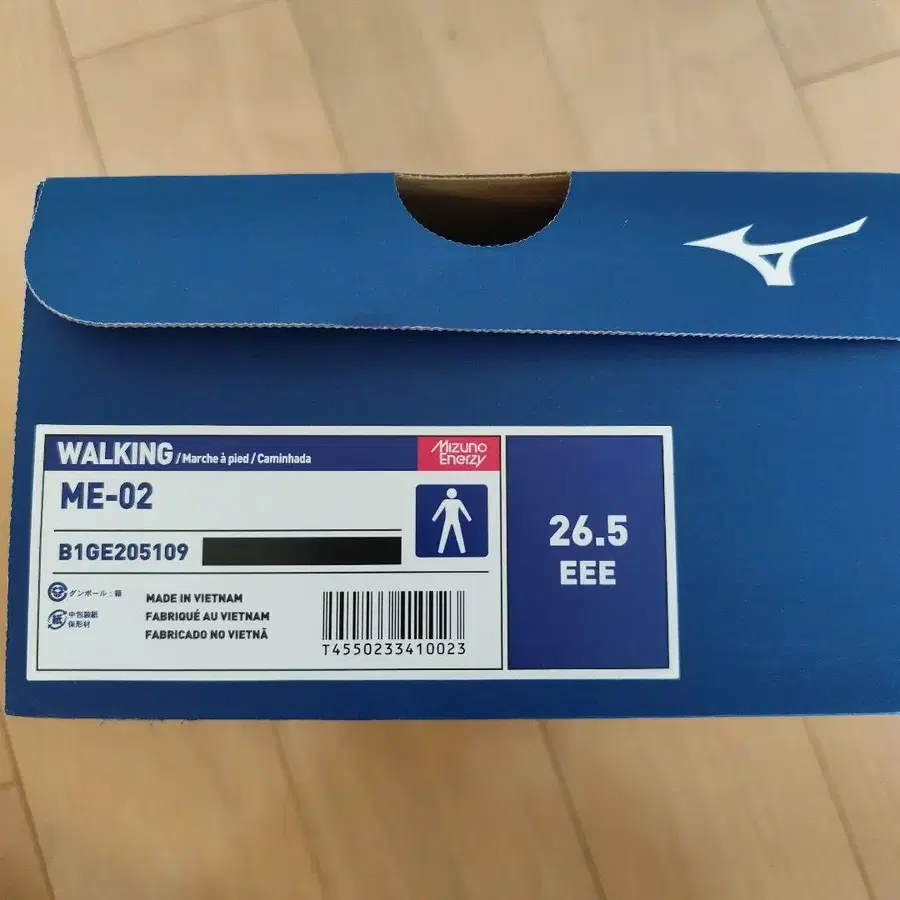 WALKING / Marche à pied / Caminhada
Mizuno
Enerzy
ME-02
B1GE205109
26.5
EEE
ダンボール : 箱
紙
中包装紙
保形材
MADE IN VIETNAM
FABRIQUÉ AU VIETNAM
FABRICADO NO VIETNÃ
T4550233410023